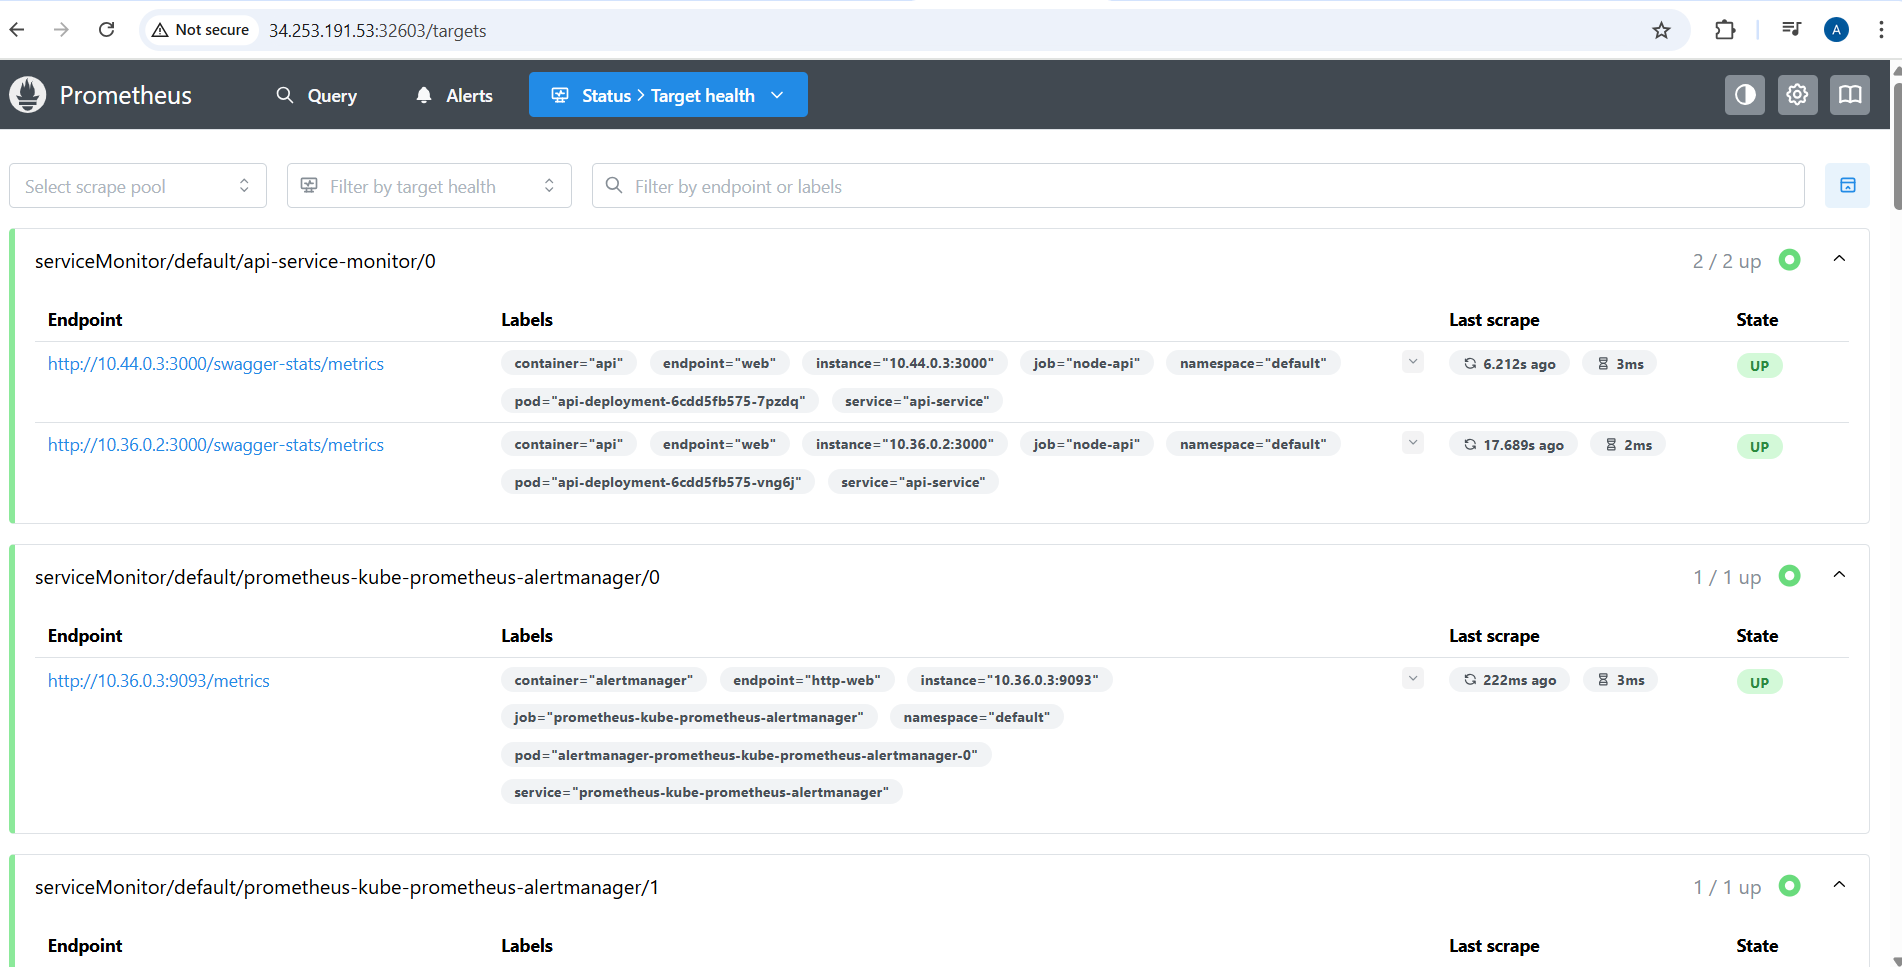 Not secure 34.253.191.53:32603/targets A
Prometheus Query Alerts Status > Target health
Select scrape pool Filter by target health Filter by endpoint or labels
serviceMonitor/default/api-service-monitor/0 2 / 2 up
Endpoint Labels Last scrape State
http://10.44.0.3:3000/swagger-stats/metrics container="api" endpoint="web" instance="10.44.0.3:3000" job="node-api" namespace="default" 6.212s ago 3ms UP
pod="api-deployment-6cdd5fb575-7pzdq" service="api-service"
http://10.36.0.2:3000/swagger-stats/metrics container="api" endpoint="web" instance="10.36.0.2:3000" job="node-api" namespace="default" 17.689s ago 2ms UP
pod="api-deployment-6cdd5fb575-vng6j" service="api-service"
serviceMonitor/default/prometheus-kube-prometheus-alertmanager/0 1 / 1 up
Endpoint Labels Last scrape State
http://10.36.0.3:9093/metrics container="alertmanager" endpoint="http-web" instance="10.36.0.3:9093" 222ms ago 3ms UP
job="prometheus-kube-prometheus-alertmanager" namespace="default"
pod="alertmanager-prometheus-kube-prometheus-alertmanager-0"
service="prometheus-kube-prometheus-alertmanager"
serviceMonitor/default/prometheus-kube-prometheus-alertmanager/1 1 / 1 up
Endpoint Labels Last scrape State